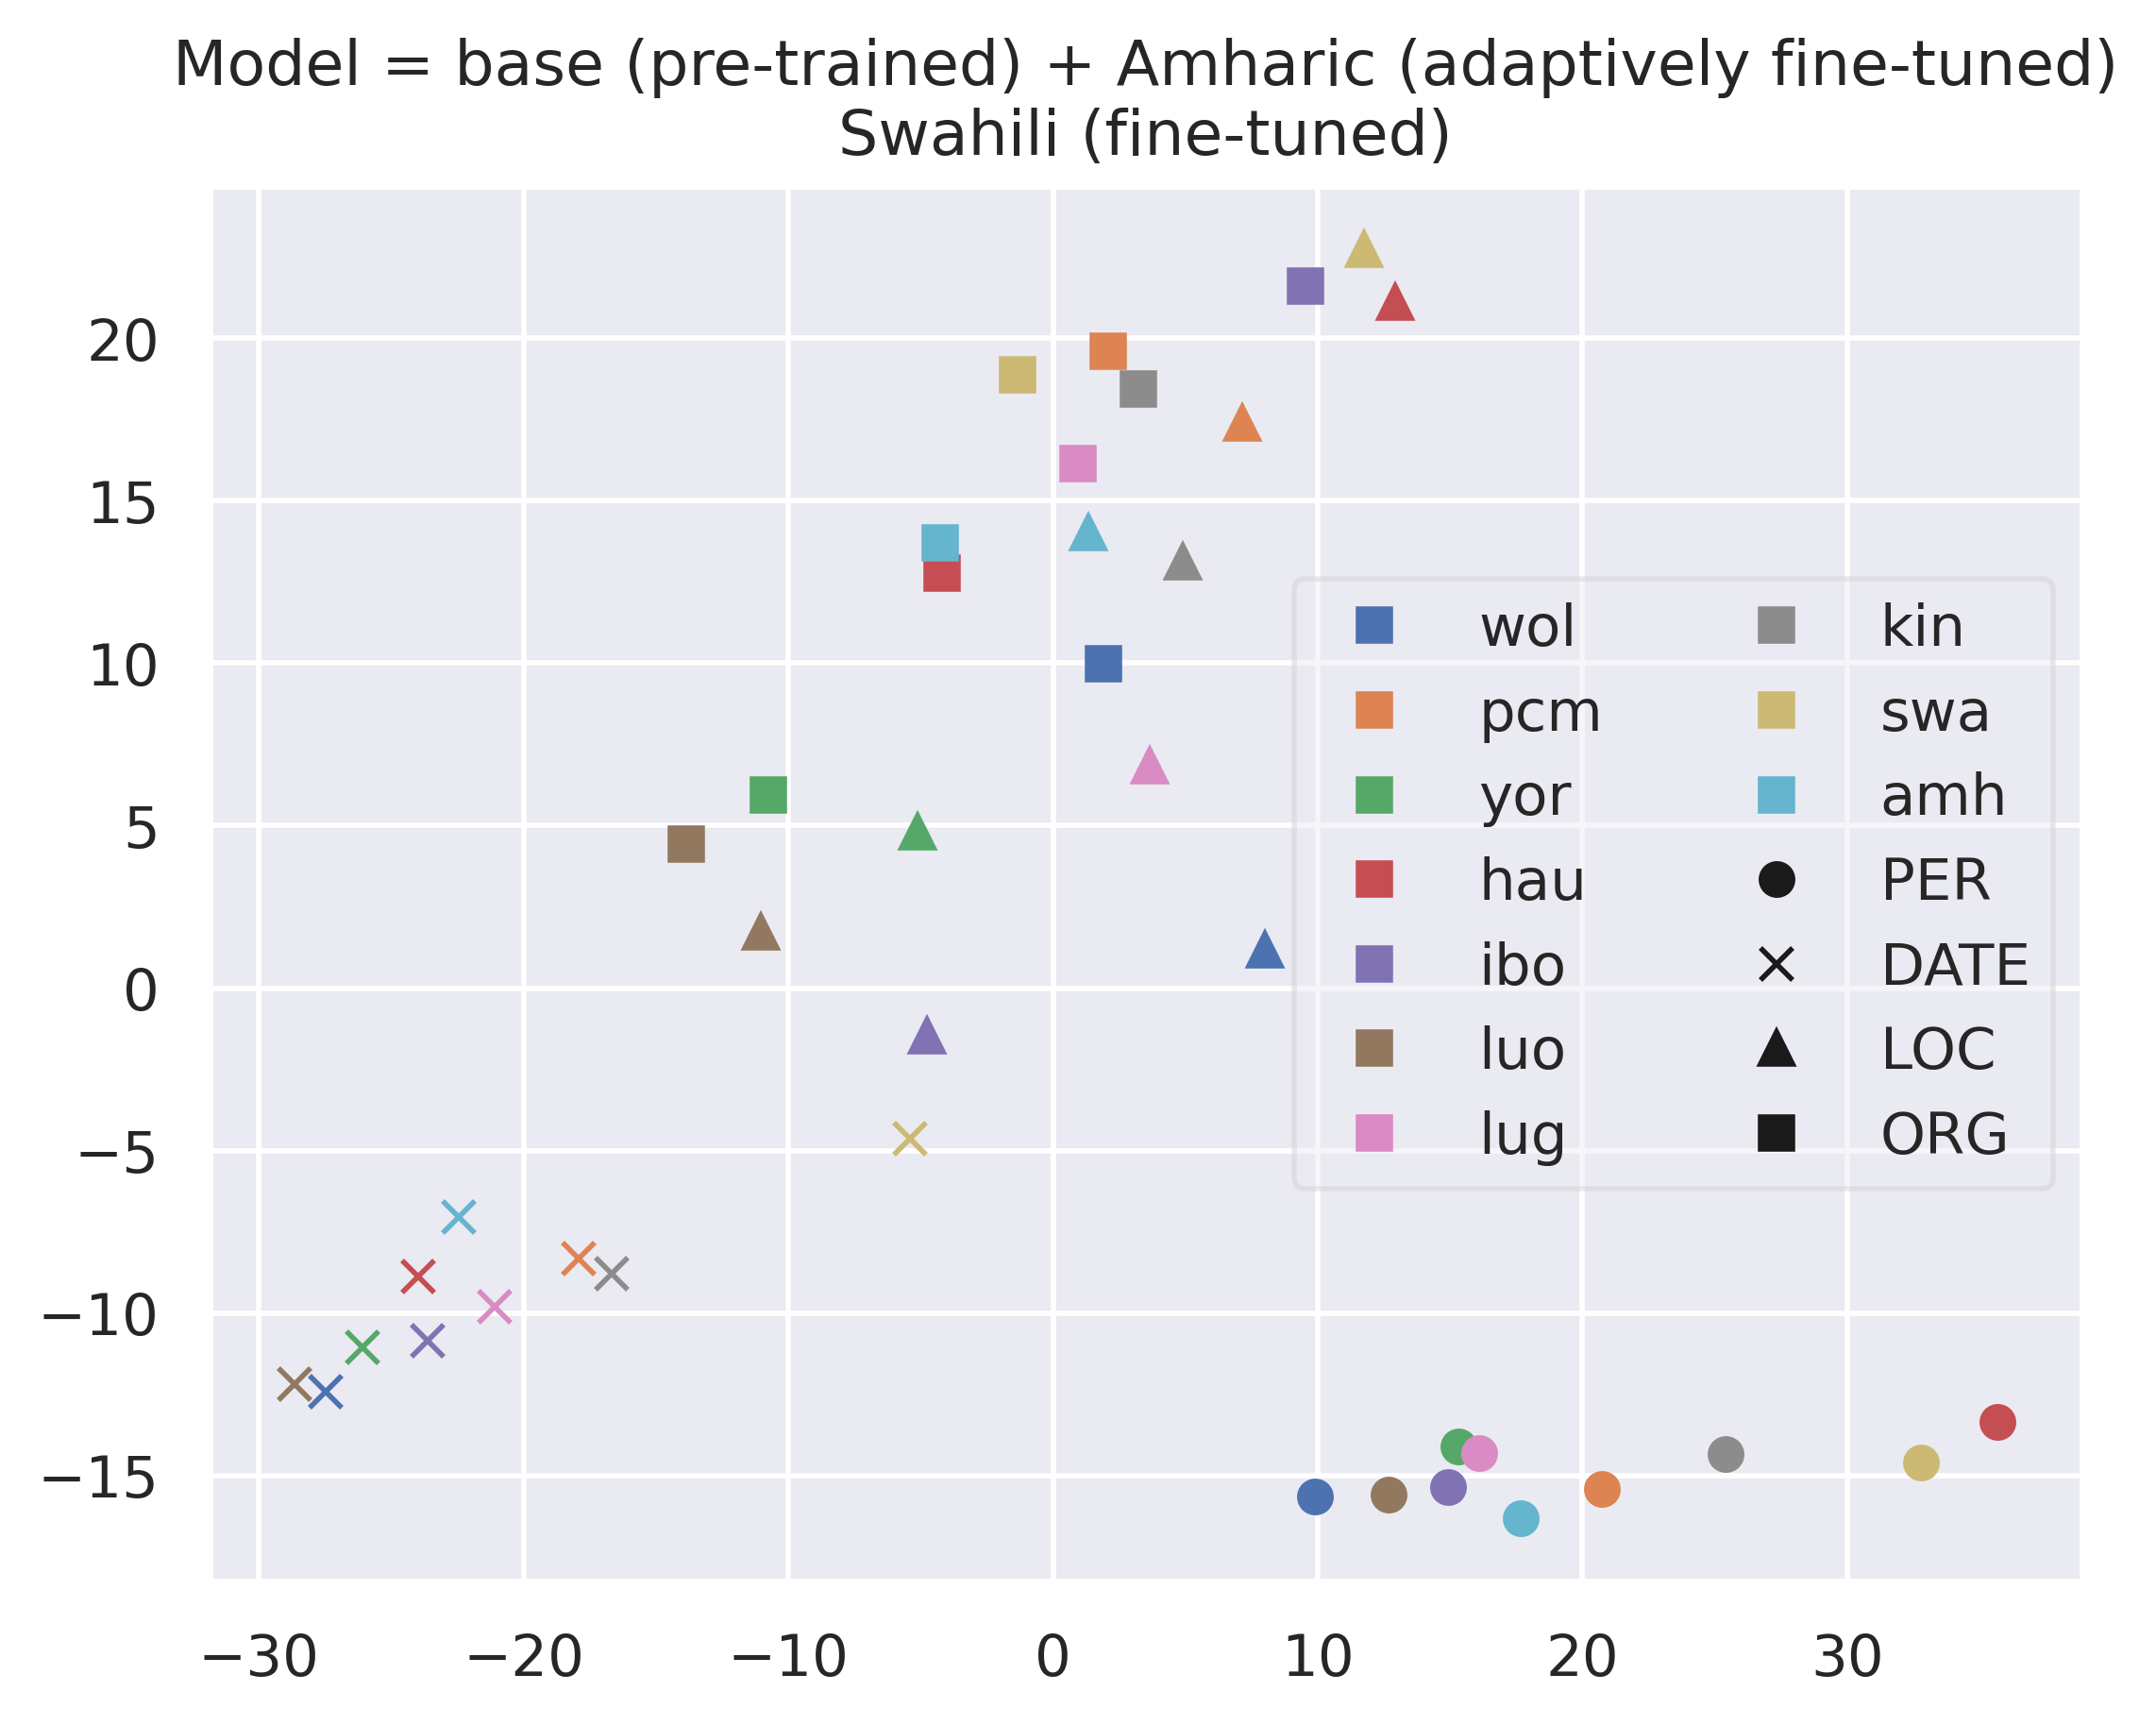 Model = base (pre-trained) + Amharic (adaptively fine-tuned)
Swahili (fine-tuned)
20
15
10
5
0
−5
−10
−15
−30
−20
−10
0
10
20
30
wol
pcm
yor
hau
ibo
luo
lug
kin
swa
amh
PER
DATE
LOC
ORG